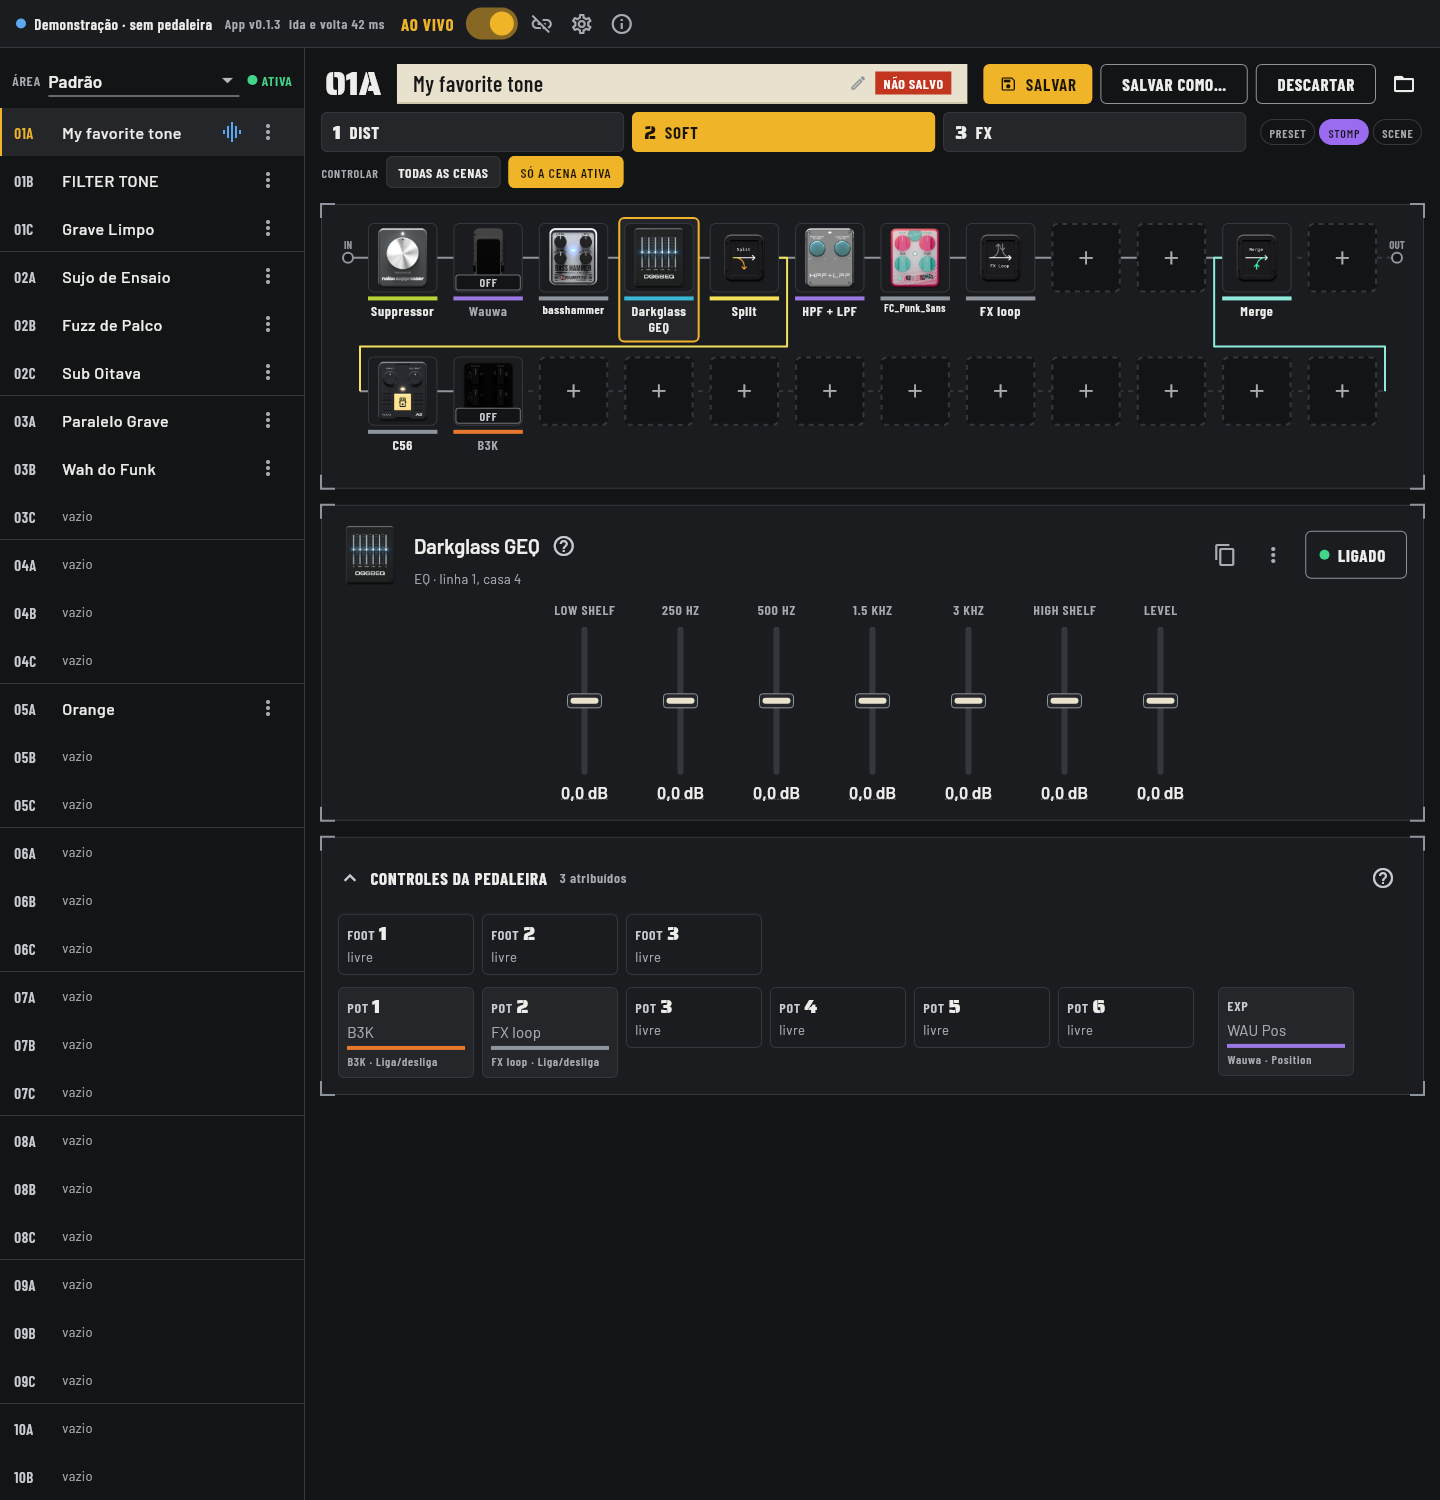 Demonstração · sem pedaleira App v0.1.3 Ida e volta 42 ms AO VIVO
ÁREA Padrão ATIVA
01A My favorite tone
01B FILTER TONE
01C Grave Limpo
02A Sujo de Ensaio
02B Fuzz de Palco
02C Sub Oitava
03A Paralelo Grave
03B Wah do Funk
03C vazio
04A vazio
04B vazio
04C vazio
05A Orange
05B vazio
05C vazio
06A vazio
06B vazio
06C vazio
07A vazio
07B vazio
07C vazio
08A vazio
08B vazio
08C vazio
09A vazio
09B vazio
09C vazio
10A vazio
10B vazio
01A My favorite tone NÃO SALVO SALVAR SALVAR COMO... DESCARTAR
1 DIST 2 SOFT 3 FX PRESET STOMP SCENE
CONTROLAR TODAS AS CENAS SÓ A CENA ATIVA
IN OFF Split FX Loop Merge OUT
Suppressor Wauwa basshammer Darkglass GEQ Split HPF + LPF FC_Punk_Sans FX loop Merge
OFF
C56 B3K
Darkglass GEQ
EQ · linha 1, casa 4
LIGADO
LOW SHELF 250 HZ 500 HZ 1.5 KHZ 3 KHZ HIGH SHELF LEVEL
0,0 dB 0,0 dB 0,0 dB 0,0 dB 0,0 dB 0,0 dB 0,0 dB
CONTROLES DA PEDALEIRA 3 atribuídos
FOOT 1 FOOT 2 FOOT 3
livre livre livre
POT 1 POT 2 POT 3 POT 4 POT 5 POT 6 EXP
B3K FX loop livre livre livre livre WAU Pos
B3K · Liga/desliga FX loop · Liga/desliga Wauwa · Position